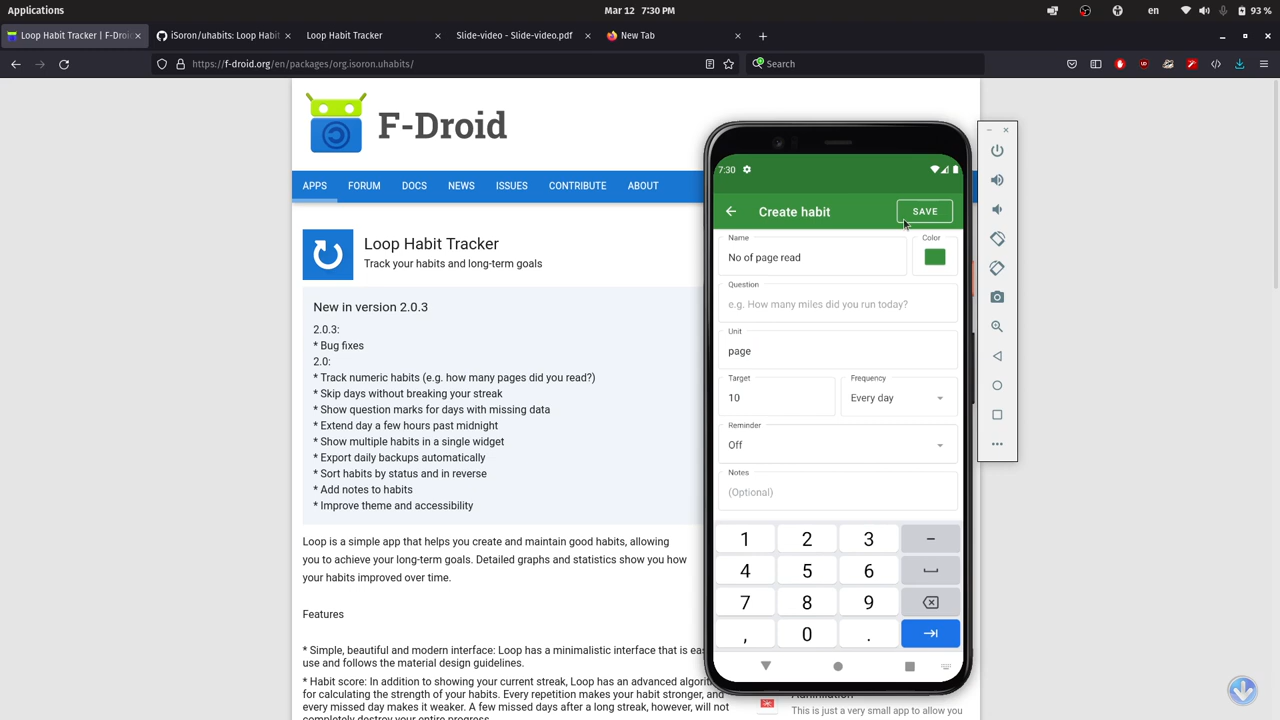 Applications
Mar 12 7:30 PM
en
93 %
Loop Habit Tracker | F-Droi
iSoron/uhabits: Loop Habit
Loop Habit Tracker
Slide-video - Slide-video.pdf
New Tab
https://f-droid.org/en/packages/org.isoron.uhabits/
Search
F-Droid
APPS
FORUM
DOCS
NEWS
ISSUES
CONTRIBUTE
ABOUT
Loop Habit Tracker
Track your habits and long-term goals
New in version 2.0.3
2.0.3:
* Bug fixes
2.0:
* Track numeric habits (e.g. how many pages did you read?)
* Skip days without breaking your streak
* Show question marks for days with missing data
* Extend day a few hours past midnight
* Show multiple habits in a single widget
* Export daily backups automatically
* Sort habits by status and in reverse
* Add notes to habits
* Improve theme and accessibility
Loop is a simple app that helps you create and maintain good habits, allowing
you to achieve your long-term goals. Detailed graphs and statistics show you how
your habits improved over time.
Features
* Simple, beautiful and modern interface: Loop has a minimalistic interface that is eas
use and follows the material design guidelines.
* Habit score: In addition to showing your current streak, Loop has an advanced algorit
for calculating the strength of your habits. Every repetition makes your habit stronger, and
every missed day makes it weaker. A few missed days after a long streak, however, will not
completely destroy your entire progress.
7:30
Create habit
SAVE
Name
No of page read
Color
Question
e.g. How many miles did you run today?
Unit
page
Target
10
Frequency
Every day
Reminder
Off
Notes
(Optional)
1 2 3 –
4 5 6
7 8 9
, 0 .
This is just a very small app to allow you